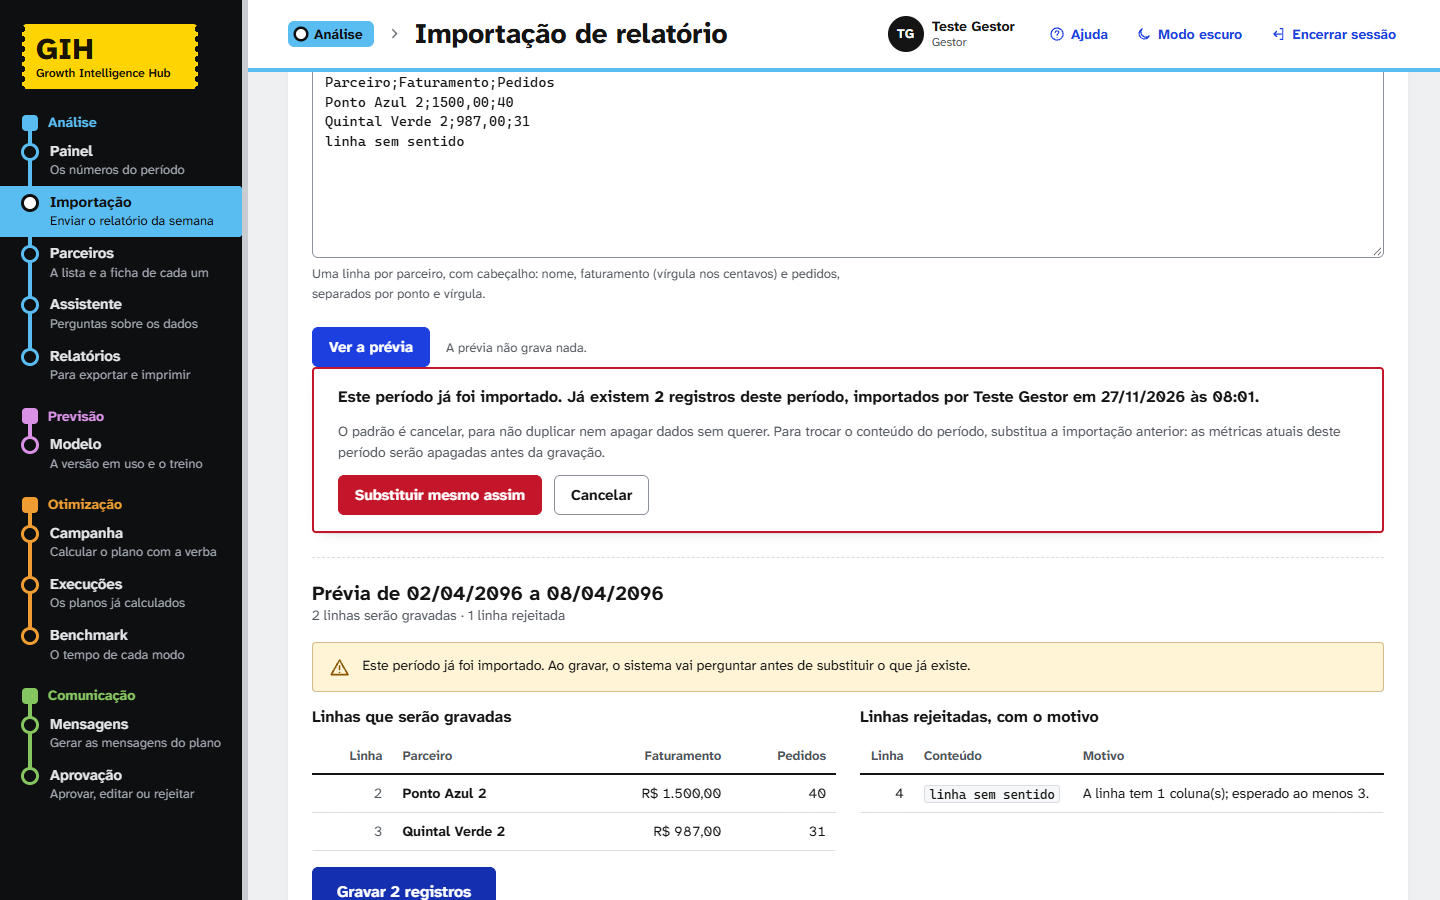 GIH
Growth Intelligence Hub
Análise
Painel
Os números do período
Importação
Enviar o relatório da semana
Parceiros
A lista e a ficha de cada um
Assistente
Perguntas sobre os dados
Relatórios
Para exportar e imprimir
Previsão
Modelo
A versão em uso e o treino
Otimização
Campanha
Calcular o plano com a verba
Execuções
Os planos já calculados
Benchmark
O tempo de cada modo
Comunicação
Mensagens
Gerar as mensagens do plano
Aprovação
Aprovar, editar ou rejeitar
Análise
Importação de relatório
TG
Teste Gestor
Gestor
Ajuda
Modo escuro
Encerrar sessão
Parceiro;Faturamento;Pedidos
Ponto Azul 2;1500,00;40
Quintal Verde 2;987,00;31
linha sem sentido
Uma linha por parceiro, com cabeçalho: nome, faturamento (vírgula nos centavos) e pedidos,
separados por ponto e vírgula.
Ver a prévia
A prévia não grava nada.
Este período já foi importado. Já existem 2 registros deste período, importados por Teste Gestor em 27/11/2026 às 08:01.
O padrão é cancelar, para não duplicar nem apagar dados sem querer. Para trocar o conteúdo do período, substitua a importação anterior: as métricas atuais deste
período serão apagadas antes da gravação.
Substituir mesmo assim
Cancelar
Prévia de 02/04/2096 a 08/04/2096
2 linhas serão gravadas · 1 linha rejeitada
Este período já foi importado. Ao gravar, o sistema vai perguntar antes de substituir o que já existe.
Linhas que serão gravadas
Linha Parceiro Faturamento Pedidos
2 Ponto Azul 2 R$ 1.500,00 40
3 Quintal Verde 2 R$ 987,00 31
Linhas rejeitadas, com o motivo
Linha Conteúdo Motivo
4 linha sem sentido A linha tem 1 coluna(s); esperado ao menos 3.
Gravar 2 registros